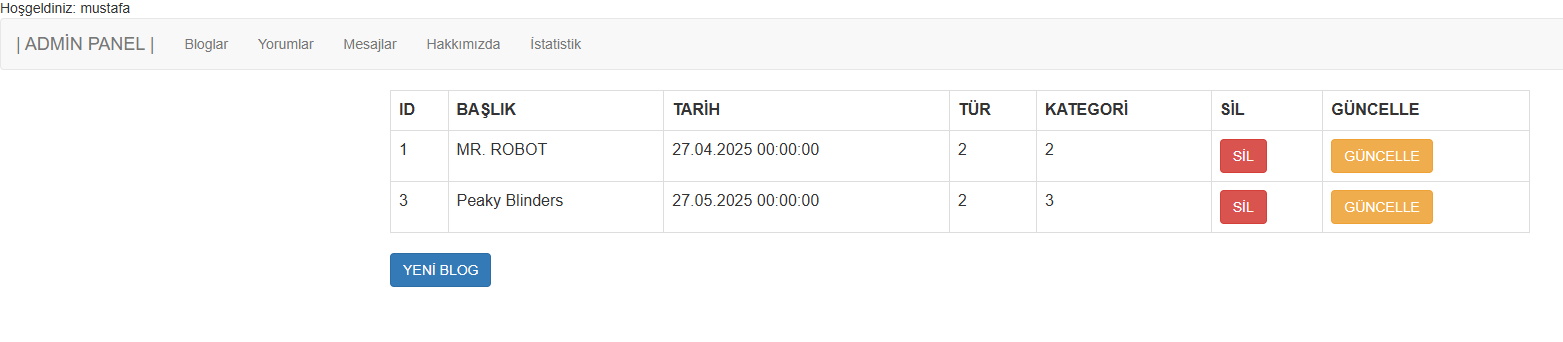 Hoşgeldiniz: mustafa
| ADMİN PANEL | Bloglar Yorumlar Mesajlar Hakkımızda İstatistik
ID BAŞLIK TARİH TÜR KATEGORİ SİL GÜNCELLE
1 MR. ROBOT 27.04.2025 00:00:00 2 2 SİL GÜNCELLE
3 Peaky Blinders 27.05.2025 00:00:00 2 3 SİL GÜNCELLE
YENİ BLOG